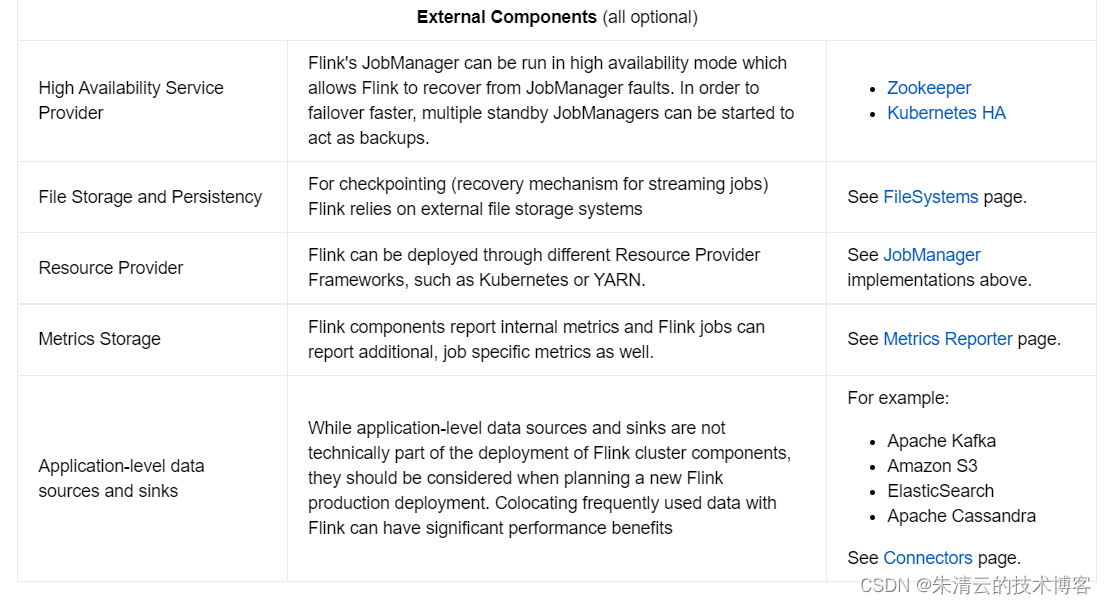 External Components (all optional)
High Availability Service
Provider
Flink's JobManager can be run in high availability mode which
allows Flink to recover from JobManager faults. In order to
failover faster, multiple standby JobManagers can be started to
act as backups.
Zookeeper
Kubernetes HA
File Storage and Persistency
For checkpointing (recovery mechanism for streaming jobs)
Flink relies on external file storage systems
See FileSystems page.
Resource Provider
Flink can be deployed through different Resource Provider
Frameworks, such as Kubernetes or YARN.
See JobManager
implementations above.
Metrics Storage
Flink components report internal metrics and Flink jobs can
report additional, job specific metrics as well.
See Metrics Reporter page.
Application-level data
sources and sinks
While application-level data sources and sinks are not
technically part of the deployment of Flink cluster components,
they should be considered when planning a new Flink
production deployment. Colocating frequently used data with
Flink can have significant performance benefits
For example:
Apache Kafka
Amazon S3
ElasticSearch
Apache Cassandra
See Connectors page.
CSDN @朱清云的技术博客